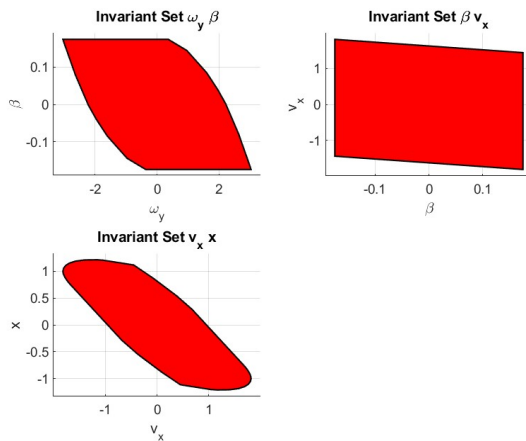 Invariant Set ω_y β
0.1
0
-0.1
β
-2 0 2
ω_y
Invariant Set β v_x
1
0
-1
v_x
-0.1 0 0.1
β
Invariant Set v_x x
1
0.5
0
-0.5
-1
x
-1 0 1
v_x